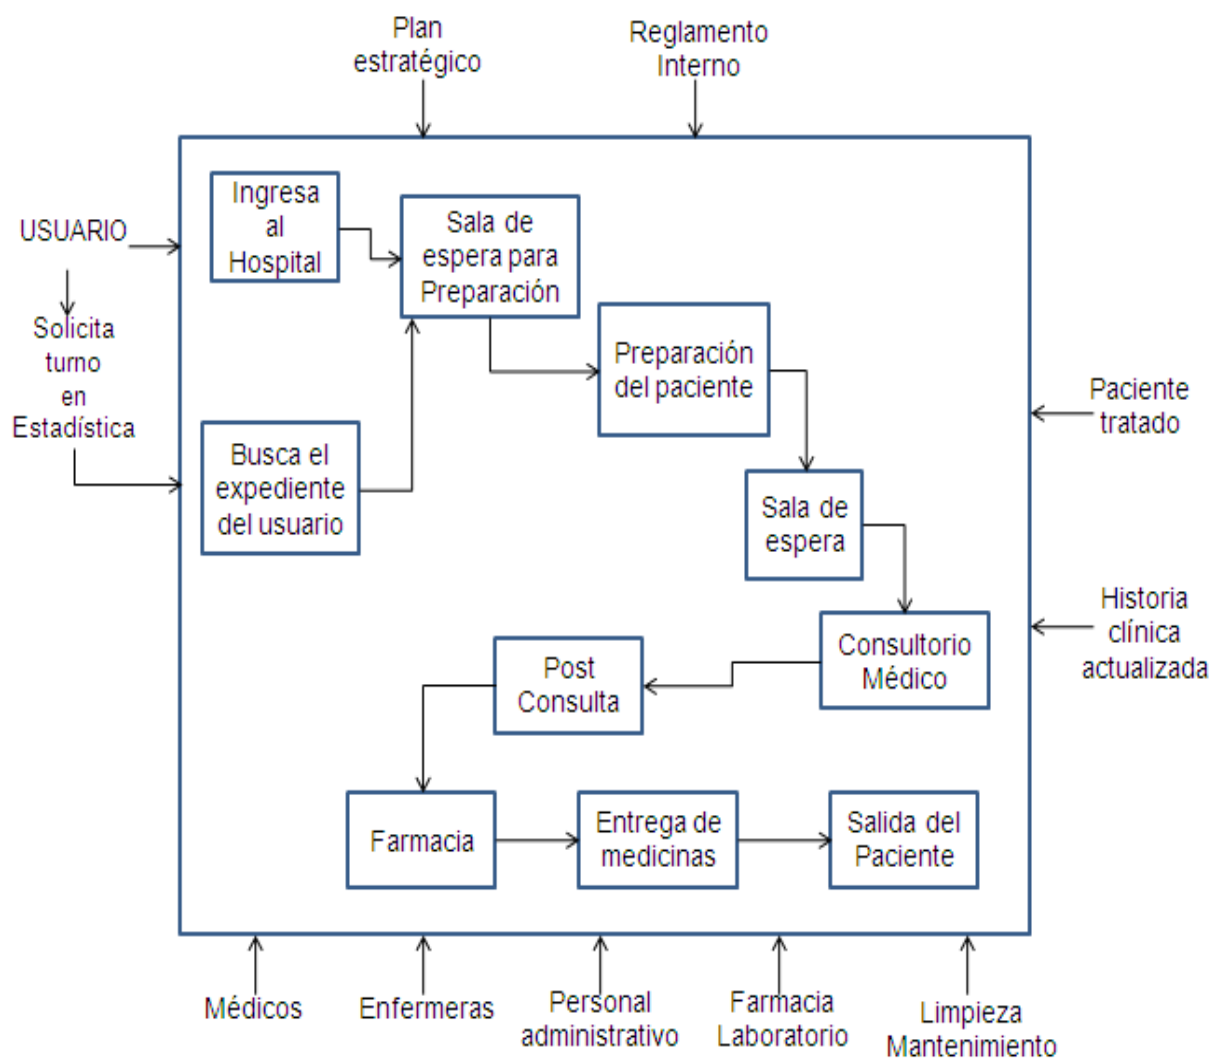 Plan
estratégico
Reglamento
Interno
USUARIO
Solicita
turno
en
Estadística
Ingresa
al
Hospital
Sala de
espera para
Preparación
Preparación
del paciente
Busca el
expediente
del usuario
Sala de
espera
Paciente
tratado
Historia
clínica
actualizada
Consultorio
Médico
Post
Consulta
Farmacia
Entrega de
medicinas
Salida del
Paciente
Médicos
Enfermeras
Personal
administrativo
Farmacia
Laboratorio
Limpieza
Mantenimiento